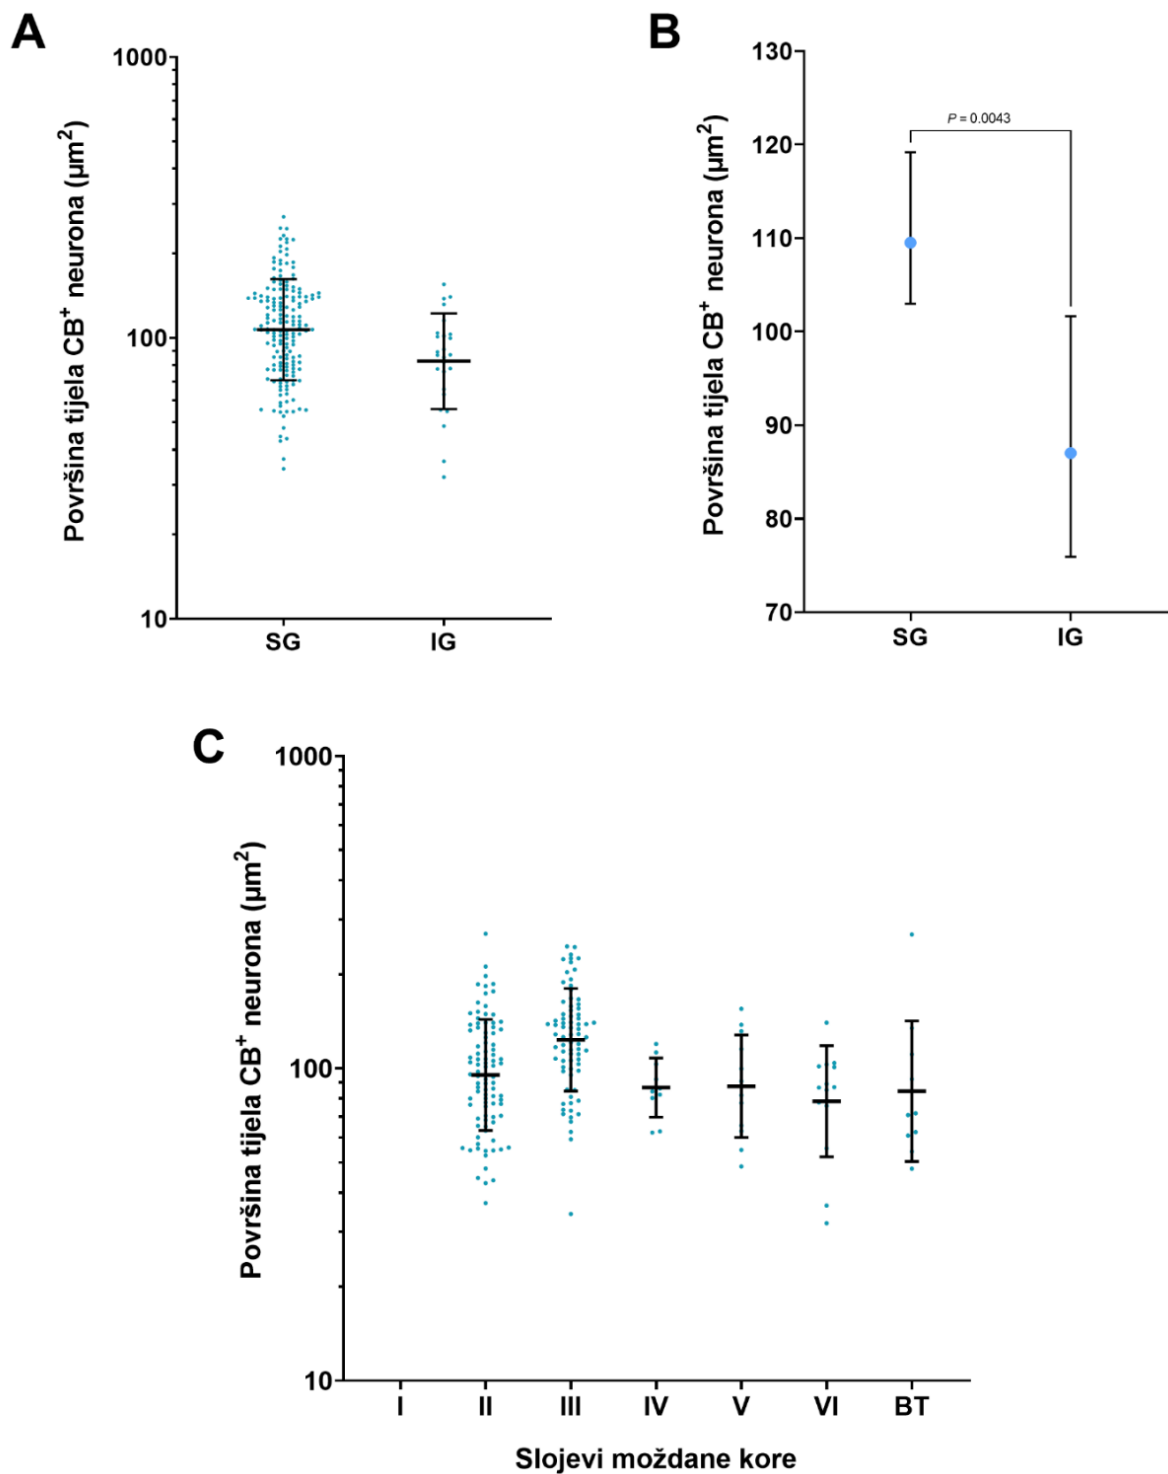 A
Površina tijela CB⁺ neurona (µm²)
1000
100
10
SG IG
B
Površina tijela CB⁺ neurona (µm²)
130
120
110
100
90
80
70
P = 0.0043
SG IG
C
Površina tijela CB⁺ neurona (µm²)
1000
100
10
I II III IV V VI BT
Slojevi moždane kore